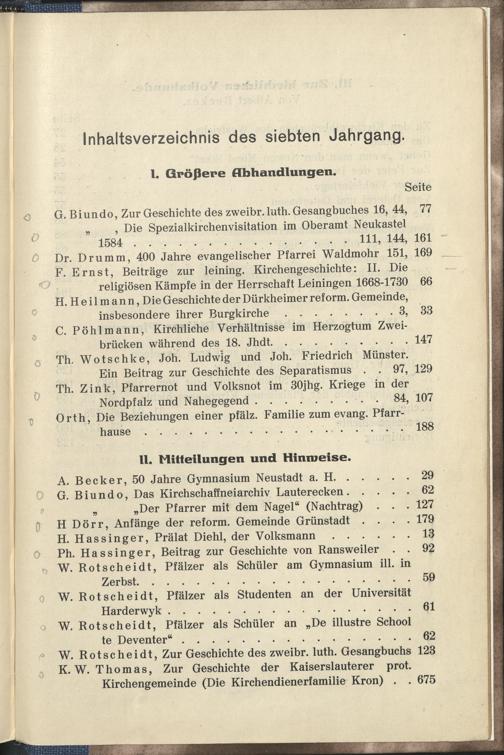 Inhaltsverzeichnis des siebten Jahrgang.
I. Größere Abhandlungen.
Seite
G. Biundo, Zur Geschichte des zweibr. luth. Gesangbuches 16, 44, 77
„ , Die Spezialkirchenvisitation im Oberamt Neukastel
1584 . . . . . . . . . . . . . . 111, 144, 161
Dr. Drumm, 400 Jahre evangelischer Pfarrei Waldmohr 151, 169
F. Ernst, Beiträge zur leining. Kirchengeschichte: II. Die
religiösen Kämpfe in der Herrschaft Leiningen 1668-1730 66
H. Heilmann, Die Geschichte der Dürkheimer reform. Gemeinde,
insbesondere ihrer Burgkirche . . . . . . . . 3, 33
C. Pöhlmann, Kirchliche Verhältnisse im Herzogtum Zwei-
brücken während des 18. Jhdt. . . . . . . . . . 147
Th. Wotschke, Joh. Ludwig und Joh. Friedrich Münster.
Ein Beitrag zur Geschichte des Separatismus . . 97, 129
Th. Zink, Pfarrernot und Volksnot im 30jhg. Kriege in der
Nordpfalz und Nahegegend . . . . . . . . . 84, 107
Orth, Die Beziehungen einer pfälz. Familie zum evang. Pfarr-
hause . . . . . . . . . . . . . . . . . . 188
II. Mitteilungen und Hinweise.
A. Becker, 50 Jahre Gymnasium Neustadt a. H. . . . . . 29
G. Biundo, Das Kirchschaffneiarchiv Lauterecken . . . . . 62
„ „Der Pfarrer mit dem Nagel“ (Nachtrag) . . . 127
H Dörr, Anfänge der reform. Gemeinde Grünstadt . . . . 179
H. Hassinger, Prälat Diehl, der Volksmann . . . . . . 13
Ph. Hassinger, Beitrag zur Geschichte von Ransweiler . . 92
W. Rotscheidt, Pfälzer als Schüler am Gymnasium ill. in
Zerbst. . . . . . . . . . . . . . . . . . . 59
W. Rotscheidt, Pfälzer als Studenten an der Universität
Harderwyk . . . . . . . . . . . . . . . . . 61
W. Rotscheidt, Pfälzer als Schüler an „De illustre School
te Deventer“ . . . . . . . . . . . . . . . . 62
W. Rotscheidt, Zur Geschichte des zweibr. luth. Gesangbuchs 123
K. W. Thomas, Zur Geschichte der Kaiserslauterer prot.
Kirchengemeinde (Die Kirchendienerfamilie Kron) . . 675